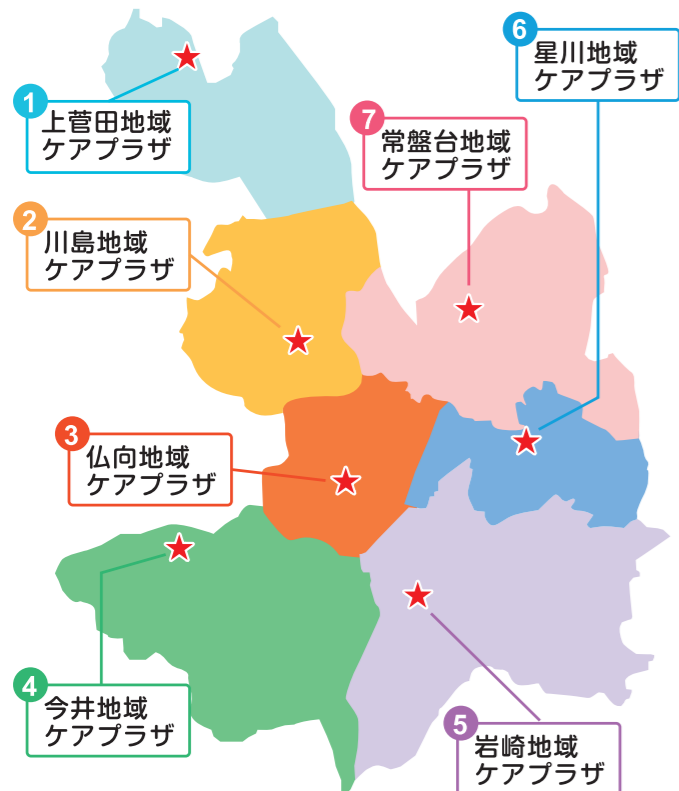 1
上菅田地域
ケアプラザ
2
川島地域
ケアプラザ
3
仏向地域
ケアプラザ
4
今井地域
ケアプラザ
5
岩崎地域
ケアプラザ
6
星川地域
ケアプラザ
7
常盤台地域
ケアプラザ